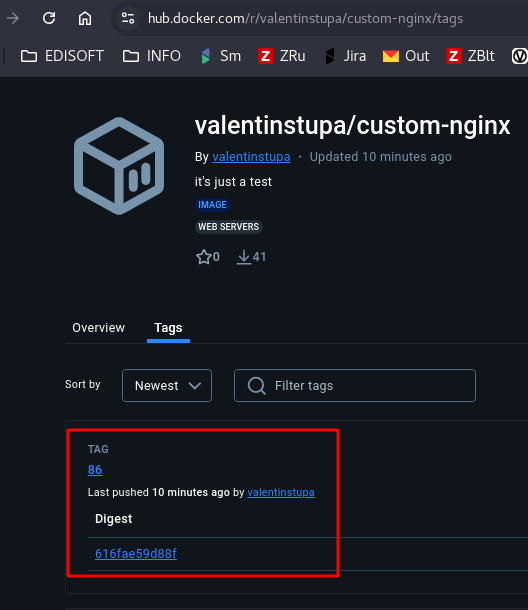 hub.docker.com/r/valentinstupa/custom-nginx/tags
EDISOFT INFO Sm ZRu Jira Out ZBlt
valentinstupa/custom-nginx
By valentinstupa • Updated 10 minutes ago
it's just a test
IMAGE
WEB SERVERS
0 41
Overview Tags
Sort by Newest Filter tags
TAG
86
Last pushed 10 minutes ago by valentinstupa
Digest
616fae59d88f